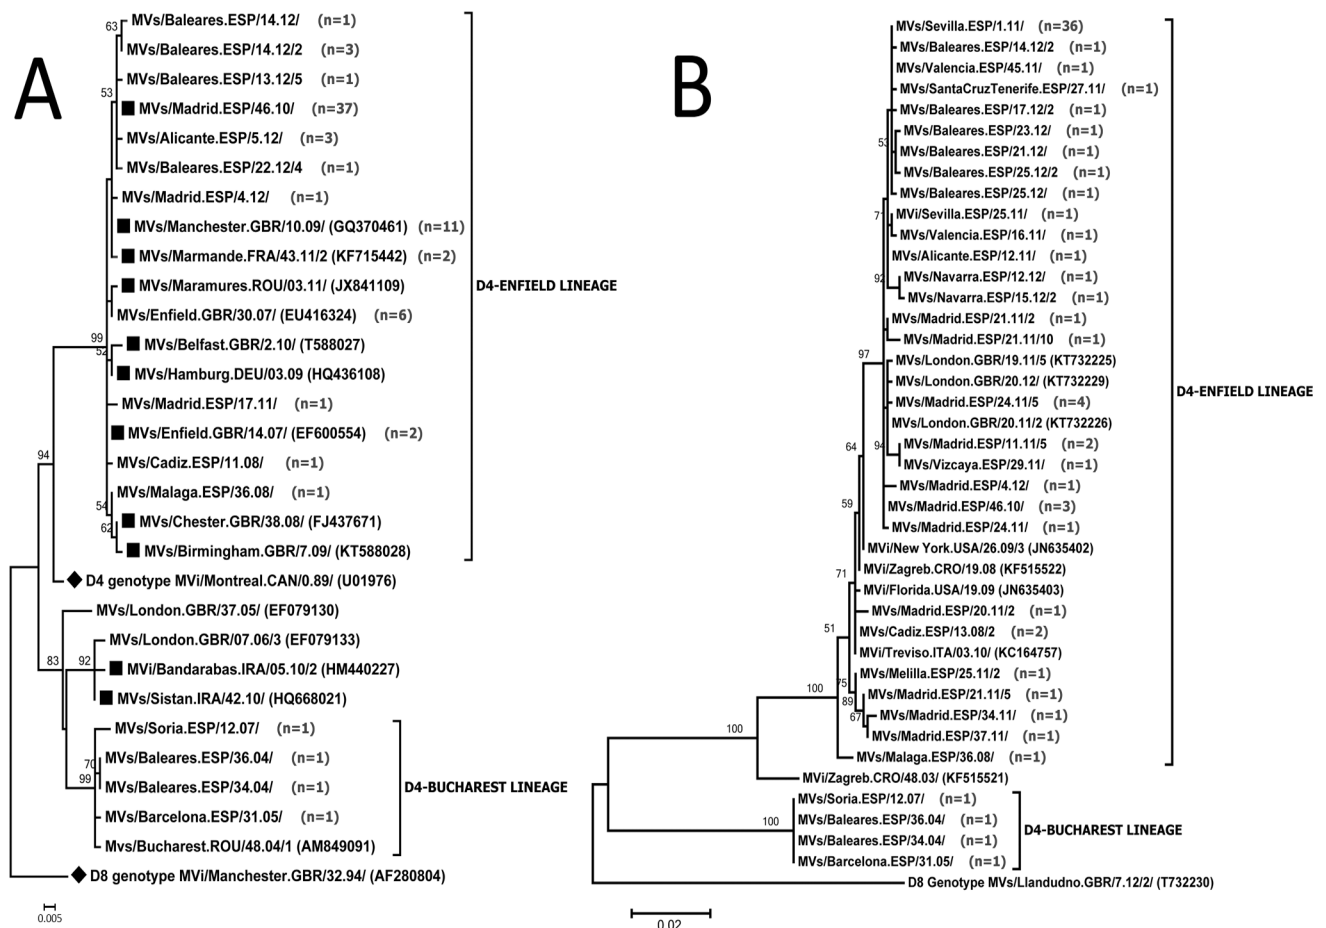 A
63
MVs/Baleares.ESP/14.12/ (n=1)
MVs/Baleares.ESP/14.12/2 (n=3)
MVs/Baleares.ESP/13.12/5 (n=1)
53
MVs/Madrid.ESP/46.10/ (n=37)
MVs/Alicante.ESP/5.12/ (n=3)
MVs/Baleares.ESP/22.12/4 (n=1)
MVs/Madrid.ESP/4.12/ (n=1)
MVs/Manchester.GBR/10.09/ (GQ370461) (n=11)
MVs/Marmande.FRA/43.11/2 (KF715442) (n=2)
MVs/Maramures.ROU/03.11/ (JX841109)
D4-ENFIELD LINEAGE
MVs/Enfield.GBR/30.07/ (EU416324) (n=6)
99
52
MVs/Belfast.GBR/2.10/ (T588027)
MVs/Hamburg.DEU/03.09 (HQ436108)
MVs/Madrid.ESP/17.11/ (n=1)
MVs/Enfield.GBR/14.07/ (EF600554) (n=2)
94
MVs/Cadiz.ESP/11.08/ (n=1)
MVs/Malaga.ESP/36.08/ (n=1)
54
MVs/Chester.GBR/38.08/ (FJ437671)
62
MVs/Birmingham.GBR/7.09/ (KT588028)
D4 genotype MVi/Montreal.CAN/0.89/ (U01976)
MVs/London.GBR/37.05/ (EF079130)
MVs/London.GBR/07.06/3 (EF079133)
83
92
MVi/Bandarabas.IRA/05.10/2 (HM440227)
MVs/Sistan.IRA/42.10/ (HQ668021)
MVs/Soria.ESP/12.07/ (n=1)
MVs/Baleares.ESP/36.04/ (n=1)
70
99
MVs/Baleares.ESP/34.04/ (n=1)
D4-BUCHAREST LINEAGE
MVs/Barcelona.ESP/31.05/ (n=1)
Mvs/Bucharest.ROU/48.04/1 (AM849091)
D8 genotype MVi/Manchester.GBR/32.94/ (AF280804)
0.005
B
MVs/Sevilla.ESP/1.11/ (n=36)
MVs/Baleares.ESP/14.12/2 (n=1)
MVs/Valencia.ESP/45.11/ (n=1)
MVs/SantaCruzTenerife.ESP/27.11/ (n=1)
MVs/Baleares.ESP/17.12/2 (n=1)
MVs/Baleares.ESP/23.12/ (n=1)
53
MVs/Baleares.ESP/21.12/ (n=1)
MVs/Baleares.ESP/25.12/2 (n=1)
MVs/Baleares.ESP/25.12/ (n=1)
71
MVi/Sevilla.ESP/25.11/ (n=1)
MVs/Valencia.ESP/16.11/ (n=1)
MVs/Alicante.ESP/12.11/ (n=1)
92
MVs/Navarra.ESP/12.12/ (n=1)
MVs/Navarra.ESP/15.12/2 (n=1)
MVs/Madrid.ESP/21.11/2 (n=1)
MVs/Madrid.ESP/21.11/10 (n=1)
97
MVs/London.GBR/19.11/5 (KT732225)
MVs/London.GBR/20.12/ (KT732229)
D4-ENFIELD LINEAGE
MVs/Madrid.ESP/24.11/5 (n=4)
MVs/London.GBR/20.11/2 (KT732226)
64
94
MVs/Madrid.ESP/11.11/5 (n=2)
MVs/Vizcaya.ESP/29.11/ (n=1)
MVs/Madrid.ESP/4.12/ (n=1)
59
MVs/Madrid.ESP/46.10/ (n=3)
MVs/Madrid.ESP/24.11/ (n=1)
MVi/New York.USA/26.09/3 (JN635402)
71
MVi/Zagreb.CRO/19.08 (KF515522)
MVi/Florida.USA/19.09 (JN635403)
MVs/Madrid.ESP/20.11/2 (n=1)
51
MVs/Cadiz.ESP/13.08/2 (n=2)
MVi/Treviso.ITA/03.10/ (KC164757)
MVs/Melilla.ESP/25.11/2 (n=1)
100
75
MVs/Madrid.ESP/21.11/5 (n=1)
89
67
MVs/Madrid.ESP/34.11/ (n=1)
100
MVs/Madrid.ESP/37.11/ (n=1)
MVs/Malaga.ESP/36.08/ (n=1)
MVi/Zagreb.CRO/48.03/ (KF515521)
MVs/Soria.ESP/12.07/ (n=1)
100
MVs/Baleares.ESP/36.04/ (n=1)
D4-BUCHAREST LINEAGE
MVs/Baleares.ESP/34.04/ (n=1)
MVs/Barcelona.ESP/31.05/ (n=1)
D8 Genotype MVs/Llandudno.GBR/7.12/2/ (T732230)
0.02